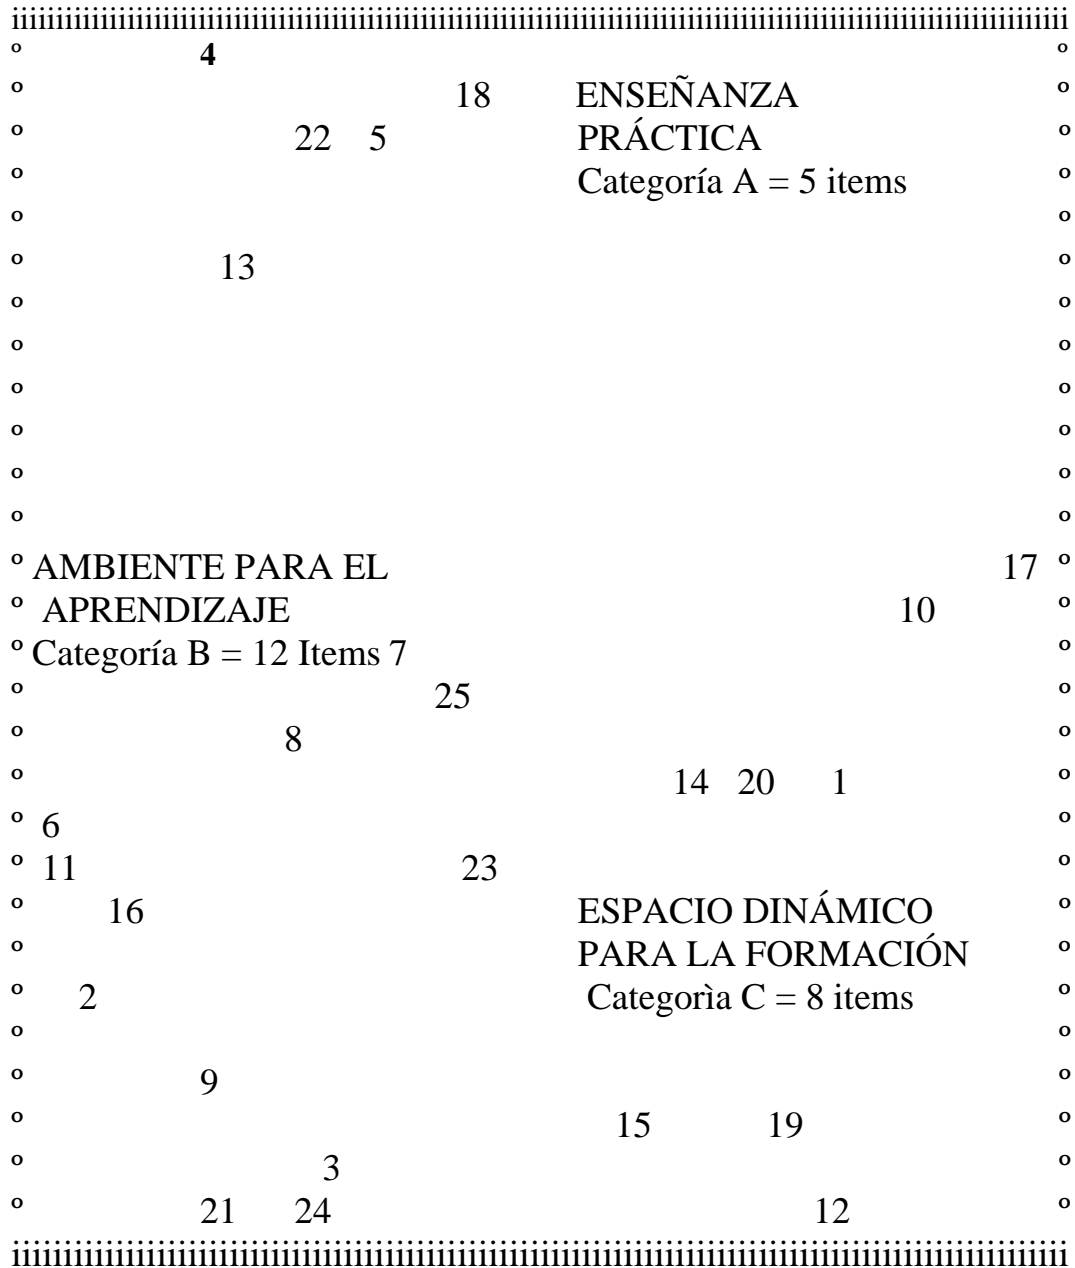 iiiiiiiiiiiiiiiiiiiiiiiiiiiiiiiiiiiiiiiiiiiiiiiiiiiiiiiiiiiiiiiiiiiiiiiiiiiiiiiiiiiiiiiiiiiiiiiiiiiiiiiiiiiiiiiiii
º 4 º
º 18 ENSEÑANZA º
º 22 5 PRÁCTICA º
º Categoría A = 5 items º
º º
º 13 º
º º
º º
º º
º º
º º
º º
º AMBIENTE PARA EL 17 º
º APRENDIZAJE 10 º
º Categoría B = 12 Items 7 º
º 25 º
º 8 º
º 14 20 1 º
º 6 º
º 11 23 º
º 16 ESPACIO DINÁMICO º
º PARA LA FORMACIÓN º
º 2 Categorìa C = 8 items º
º º
º 9 º
º 15 19 º
º 3 º
º 21 24 12 º
iiiiiiiiiiiiiiiiiiiiiiiiiiiiiiiiiiiiiiiiiiiiiiiiiiiiiiiiiiiiiiiiiiiiiiiiiiiiiiiiiiiiiiiiiiiiiiiiiiiiiiiiiiiiiiiiii